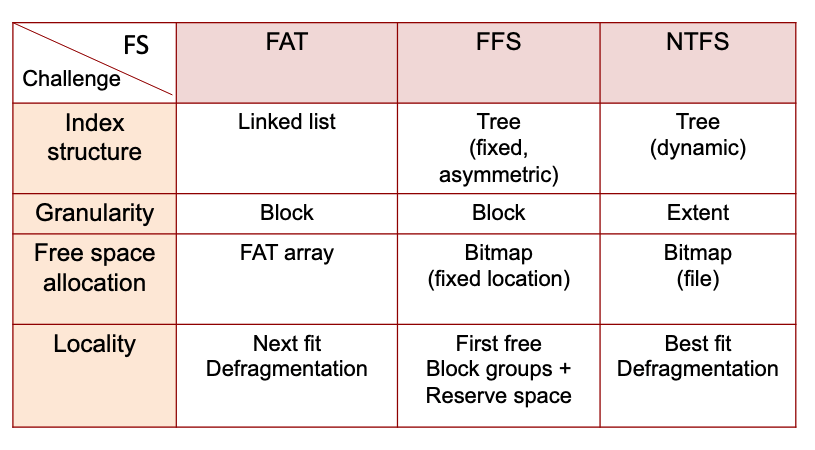 FS
Challenge
FAT
FFS
NTFS
Index
structure
Linked list
Tree
(fixed,
asymmetric)
Tree
(dynamic)
Granularity
Block
Block
Extent
Free space
allocation
FAT array
Bitmap
(fixed location)
Bitmap
(file)
Locality
Next fit
Defragmentation
First free
Block groups +
Reserve space
Best fit
Defragmentation